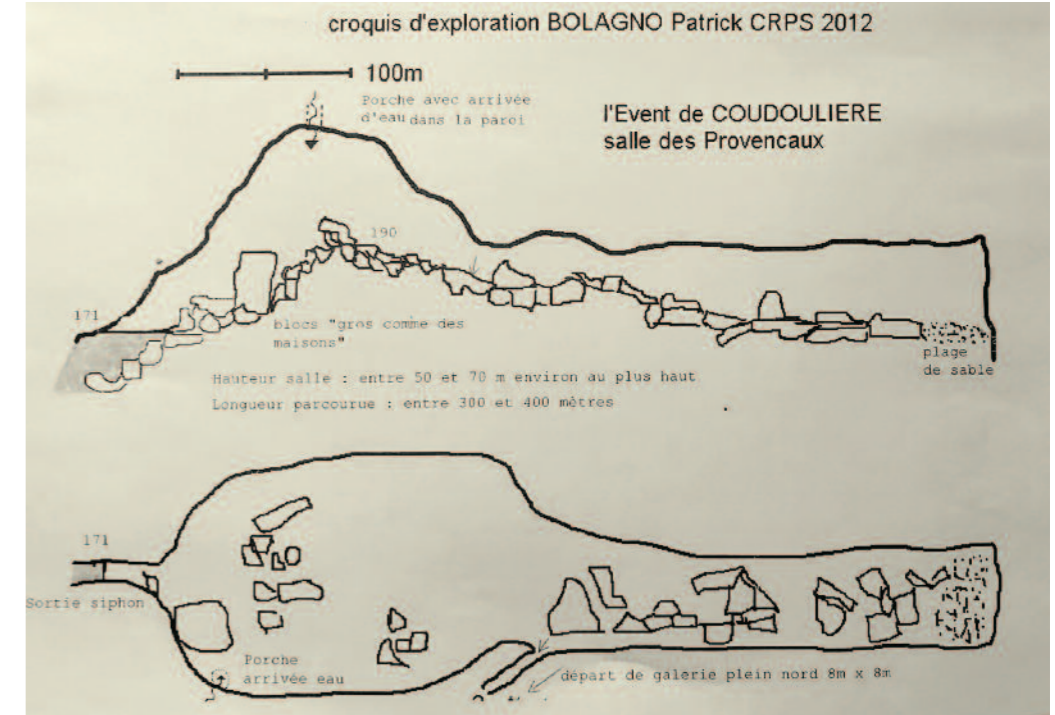 croquis d'exploration BOLAGNO Patrick CRPS 2012
100m
Porche avec arrivée
d'eau dans la paroi
l'Event de COUDOULIERE
salle des Provencaux
190
171
blocs "gros comme des
maisons"
plage
de sable
Hauteur salle : entre 50 et 70 m environ au plus haut
Longueur parcourue : entre 300 et 400 mètres
171
Sortie siphon
Porche
arrivée eau
départ de galerie plein nord 8m x 8m